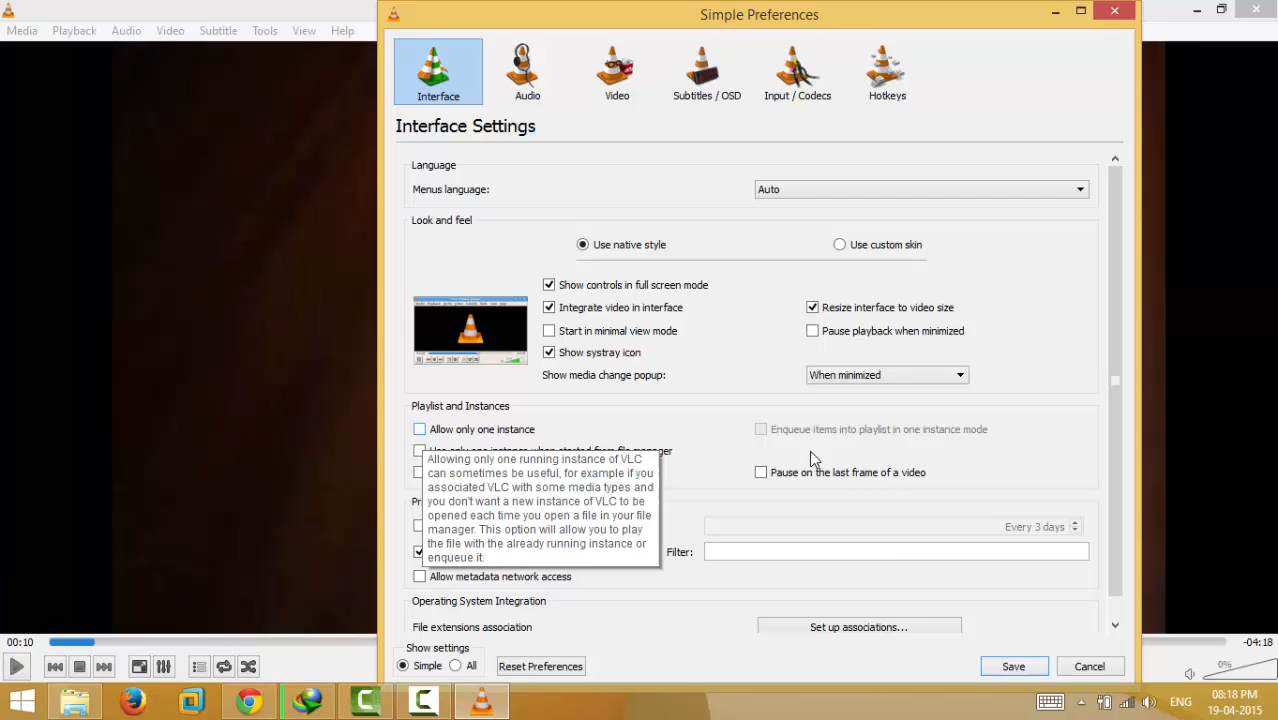 Simple Preferences
Media Playback Audio Video Subtitle Tools View Help
Interface Audio Video Subtitles / OSD Input / Codecs Hotkeys
Interface Settings
Language
Menus language: Auto
Look and feel
Use native style Use custom skin
Show controls in full screen mode
Integrate video in interface Resize interface to video size
Start in minimal view mode Pause playback when minimized
Show systray icon
Show media change popup: When minimized
Playlist and Instances
Allow only one instance Enqueue items into playlist in one instance mode
Use only one instance when started from file manager
Allowing only one running instance of VLC
can sometimes be useful, for example if you
associated VLC with some media types and
you don't want a new instance of VLC to be
opened each time you open a file in your file
manager. This option will allow you to play
the file with the already running instance or
enqueue it.
Pause on the last frame of a video
Every 3 days
Filter:
Allow metadata network access
Operating System Integration
File extensions association Set up associations...
00:10 -04:18
Show settings
Simple All Reset Preferences Save Cancel
0%
ENG
08:18 PM
19-04-2015